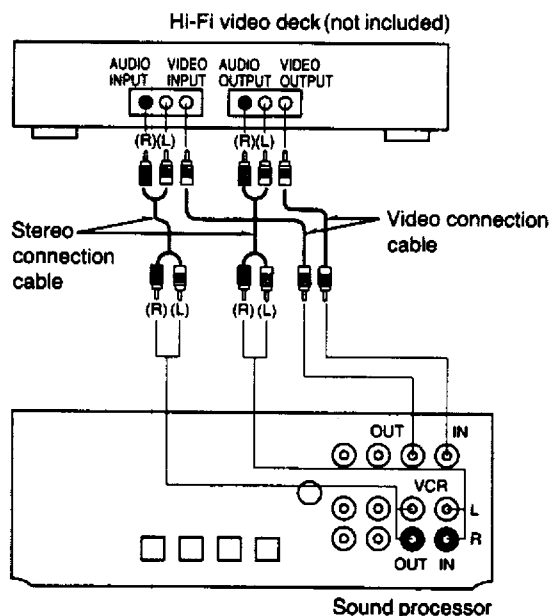 Hi-Fi video deck (not included)
AUDIO INPUT
VIDEO INPUT
AUDIO OUTPUT
VIDEO OUTPUT
(R)(L)
(R)(L)
Stereo connection cable
Video connection cable
(R) (L)
(R) (L)
OUT
IN
VCR
L
R
OUT IN
Sound processor